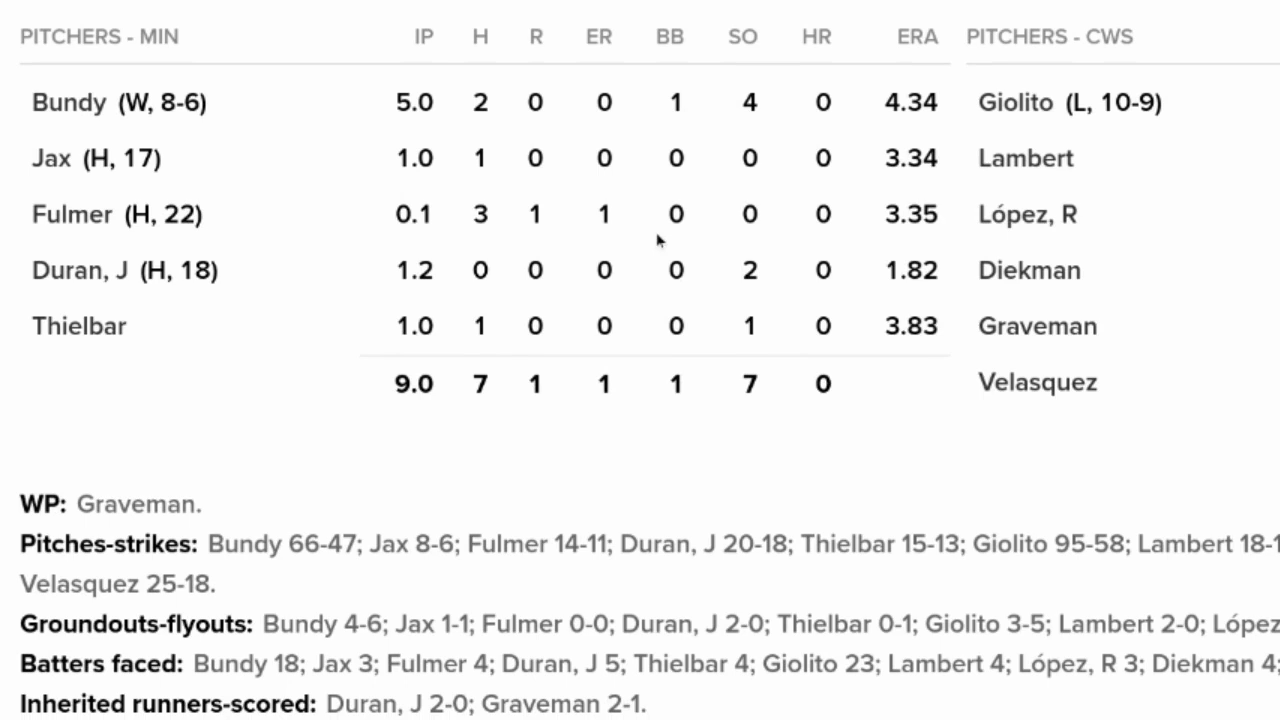 PITCHERS - MIN IP H R ER BB SO HR ERA PITCHERS - CWS
Bundy (W, 8-6) 5.0 2 0 0 1 4 0 4.34 Giolito (L, 10-9)
Jax (H, 17) 1.0 1 0 0 0 0 0 3.34 Lambert
Fulmer (H, 22) 0.1 3 1 1 0 0 0 3.35 López, R
Duran, J (H, 18) 1.2 0 0 0 0 2 0 1.82 Diekman
Thielbar 1.0 1 0 0 0 1 0 3.83 Graveman
9.0 7 1 1 1 7 0 Velasquez
WP: Graveman.
Pitches-strikes: Bundy 66-47; Jax 8-6; Fulmer 14-11; Duran, J 20-18; Thielbar 15-13; Giolito 95-58; Lambert 18-1
Velasquez 25-18.
Groundouts-flyouts: Bundy 4-6; Jax 1-1; Fulmer 0-0; Duran, J 2-0; Thielbar 0-1; Giolito 3-5; Lambert 2-0; López
Batters faced: Bundy 18; Jax 3; Fulmer 4; Duran, J 5; Thielbar 4; Giolito 23; Lambert 4; López, R 3; Diekman 4;
Inherited runners-scored: Duran, J 2-0; Graveman 2-1.